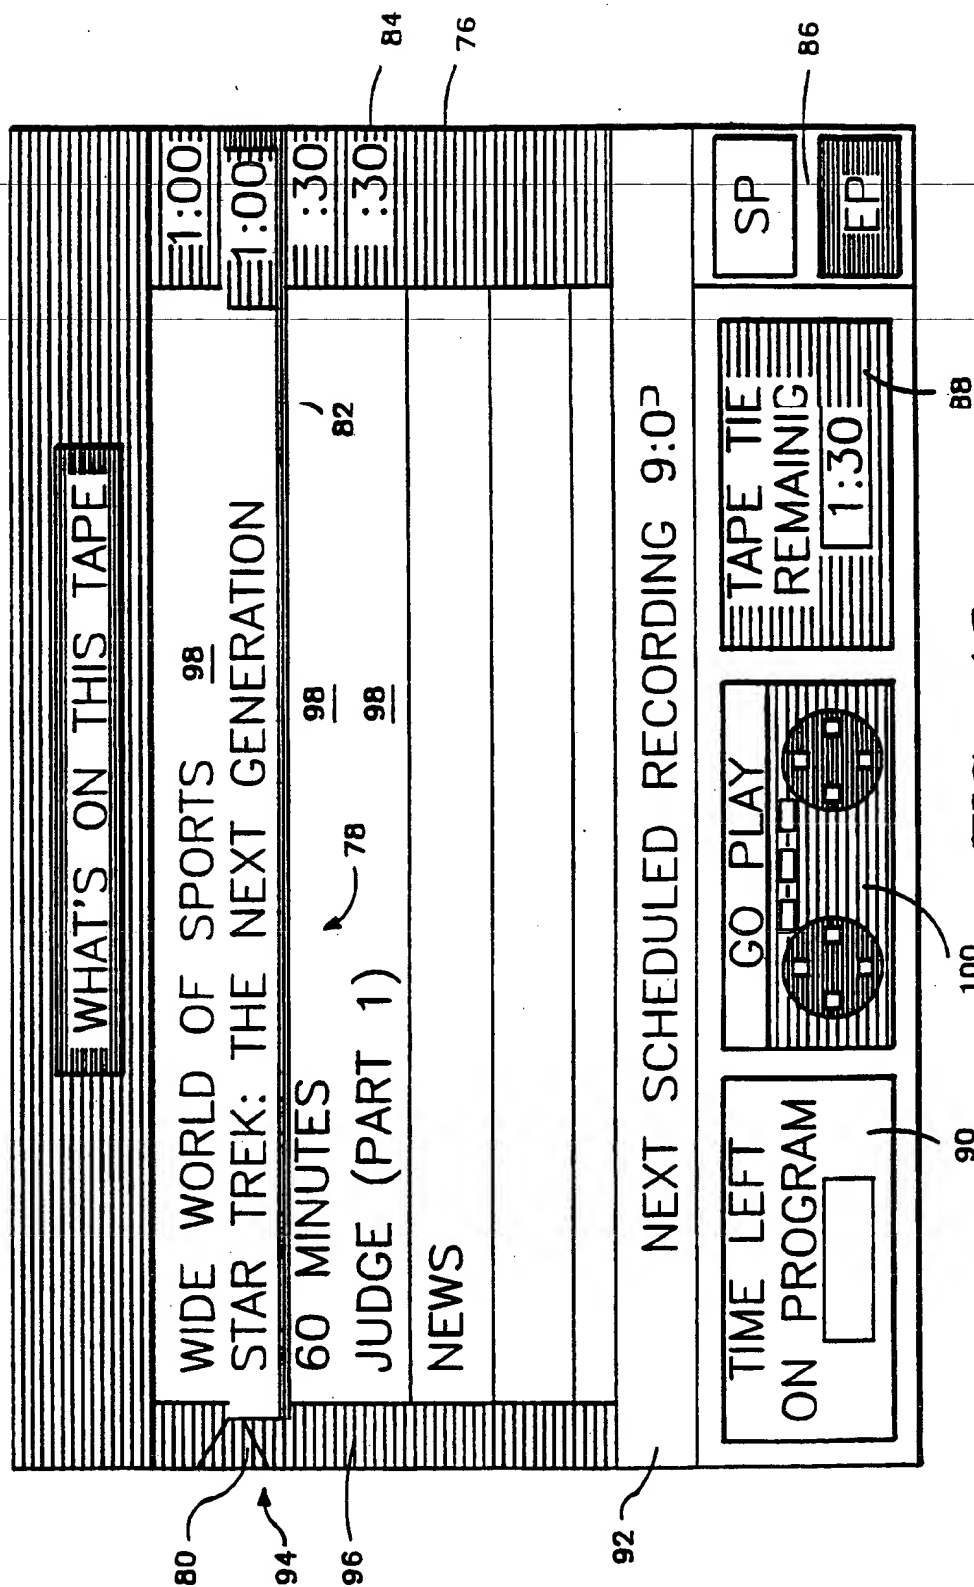 WHAT'S ON THIS TAPE
WIDE WORLD OF SPORTS 1:00
STAR TREK: THE NEXT GENERATION 1:00
60 MINUTES :30
JUDGE (PART 1) :30
NEWS
NEXT SCHEDULED RECORDING
TIME LEFT
ON PROGRAM
GO PLAY
TAPE TIE
REMAINIG
1:30
SP
EP
80
94
96
92
98
98
98
78
82
84
76
86
90
100
88